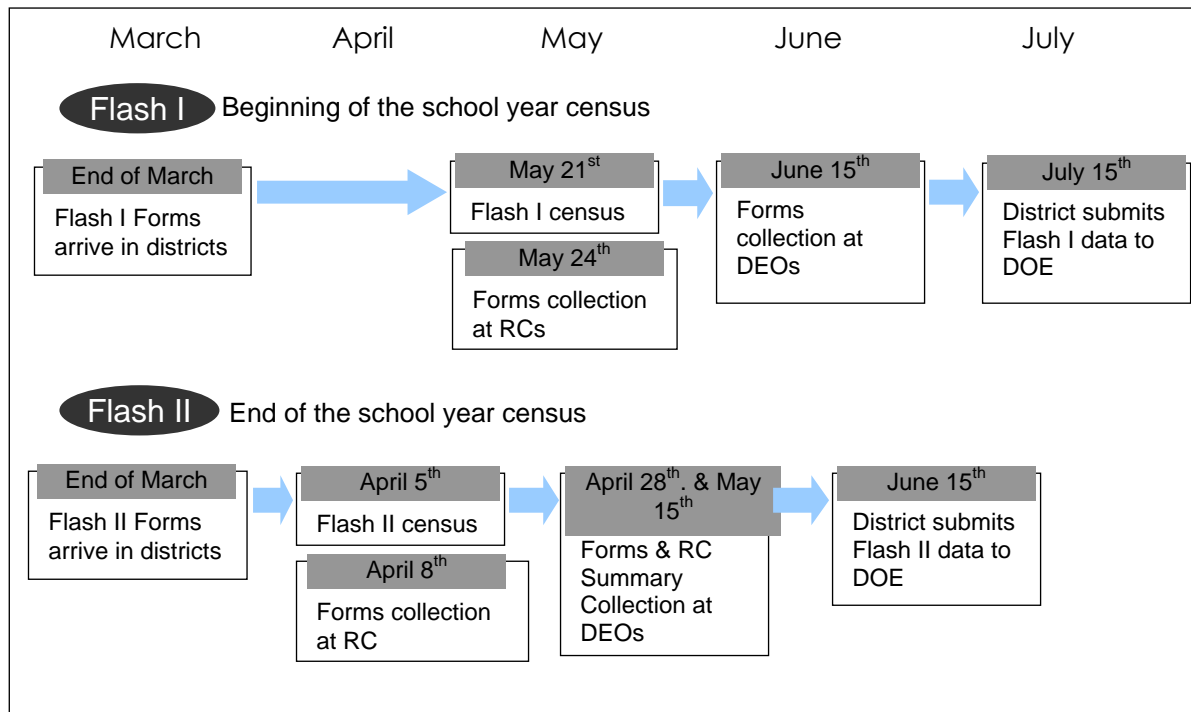 March April May June July
Flash I Beginning of the school year census
End of March
Flash I Forms
arrive in districts
May 21st
Flash I census
May 24th
Forms collection
at RCs
June 15th
Forms
collection at
DEOs
July 15th
District submits
Flash I data to
DOE
Flash II End of the school year census
End of March
Flash II Forms
arrive in districts
April 5th
Flash II census
April 8th
Forms collection
at RC
April 28th. & May
15th
Forms & RC
Summary
Collection at
DEOs
June 15th
District submits
Flash II data to
DOE